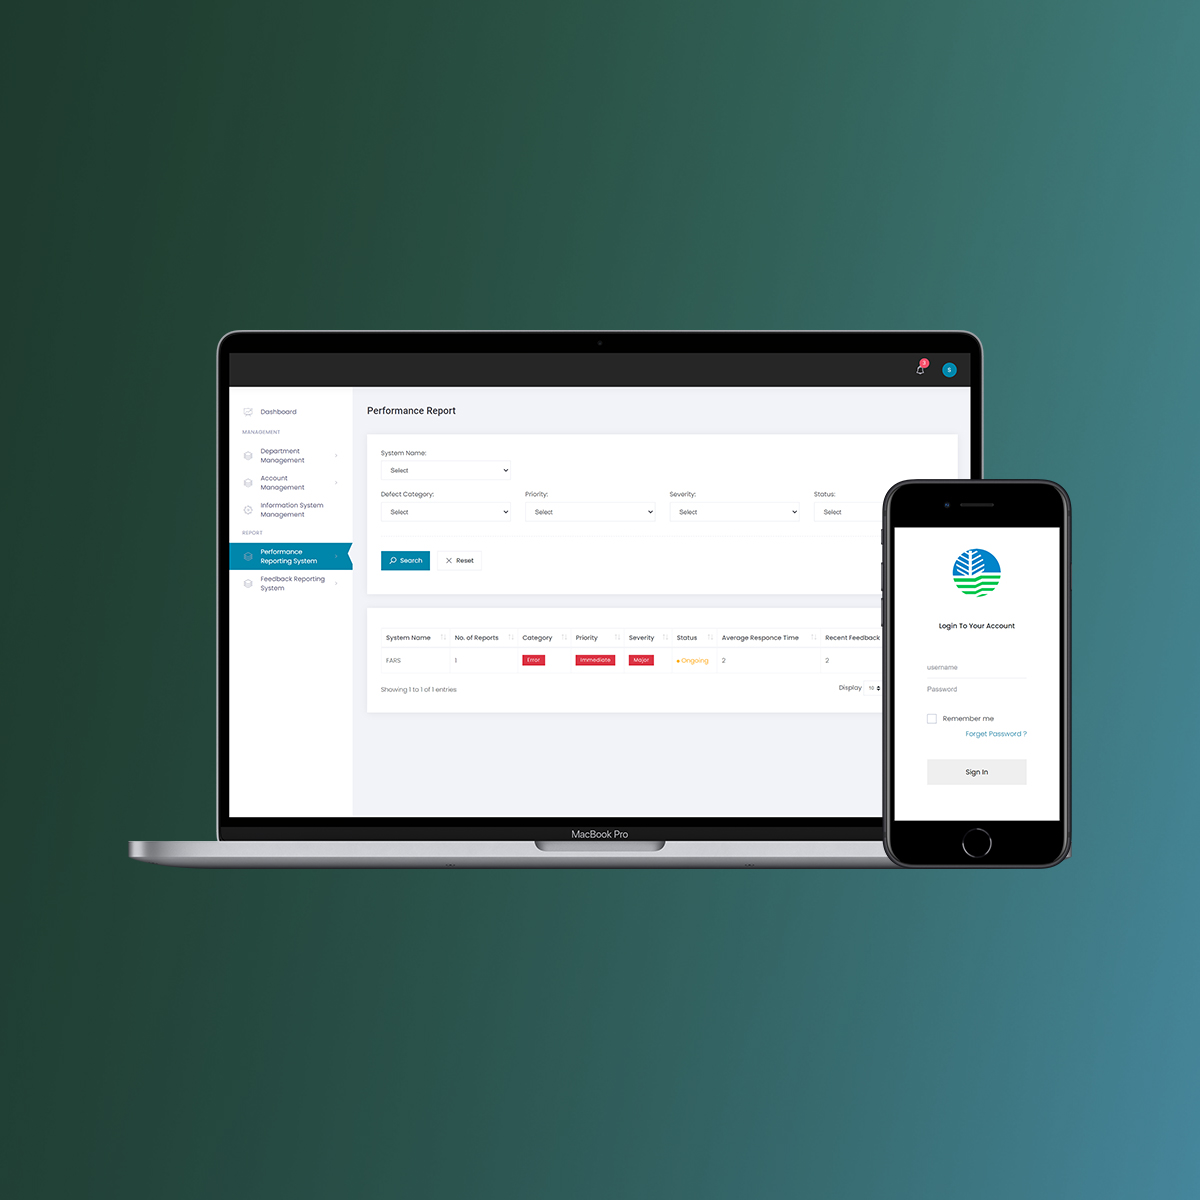 3
S
Dashboard
MANAGEMENT
Department
Management
Account
Management
Information System
Management
REPORT
Performance
Reporting System
Feedback Reporting
System
Performance Report
System Name:
Select
Defect Category: Priority: Severity: Status:
Select Select Select Select
Search Reset
System Name No. of Reports Category Priority Severity Status Average Responce Time Recent Feedback
FARS 1 Error Immediate Major Ongoing 2 2
Showing 1 to 1 of 1 entries
Display 10
MacBook Pro
Login To Your Account
username
Password
Remember me
Forget Password ?
Sign In